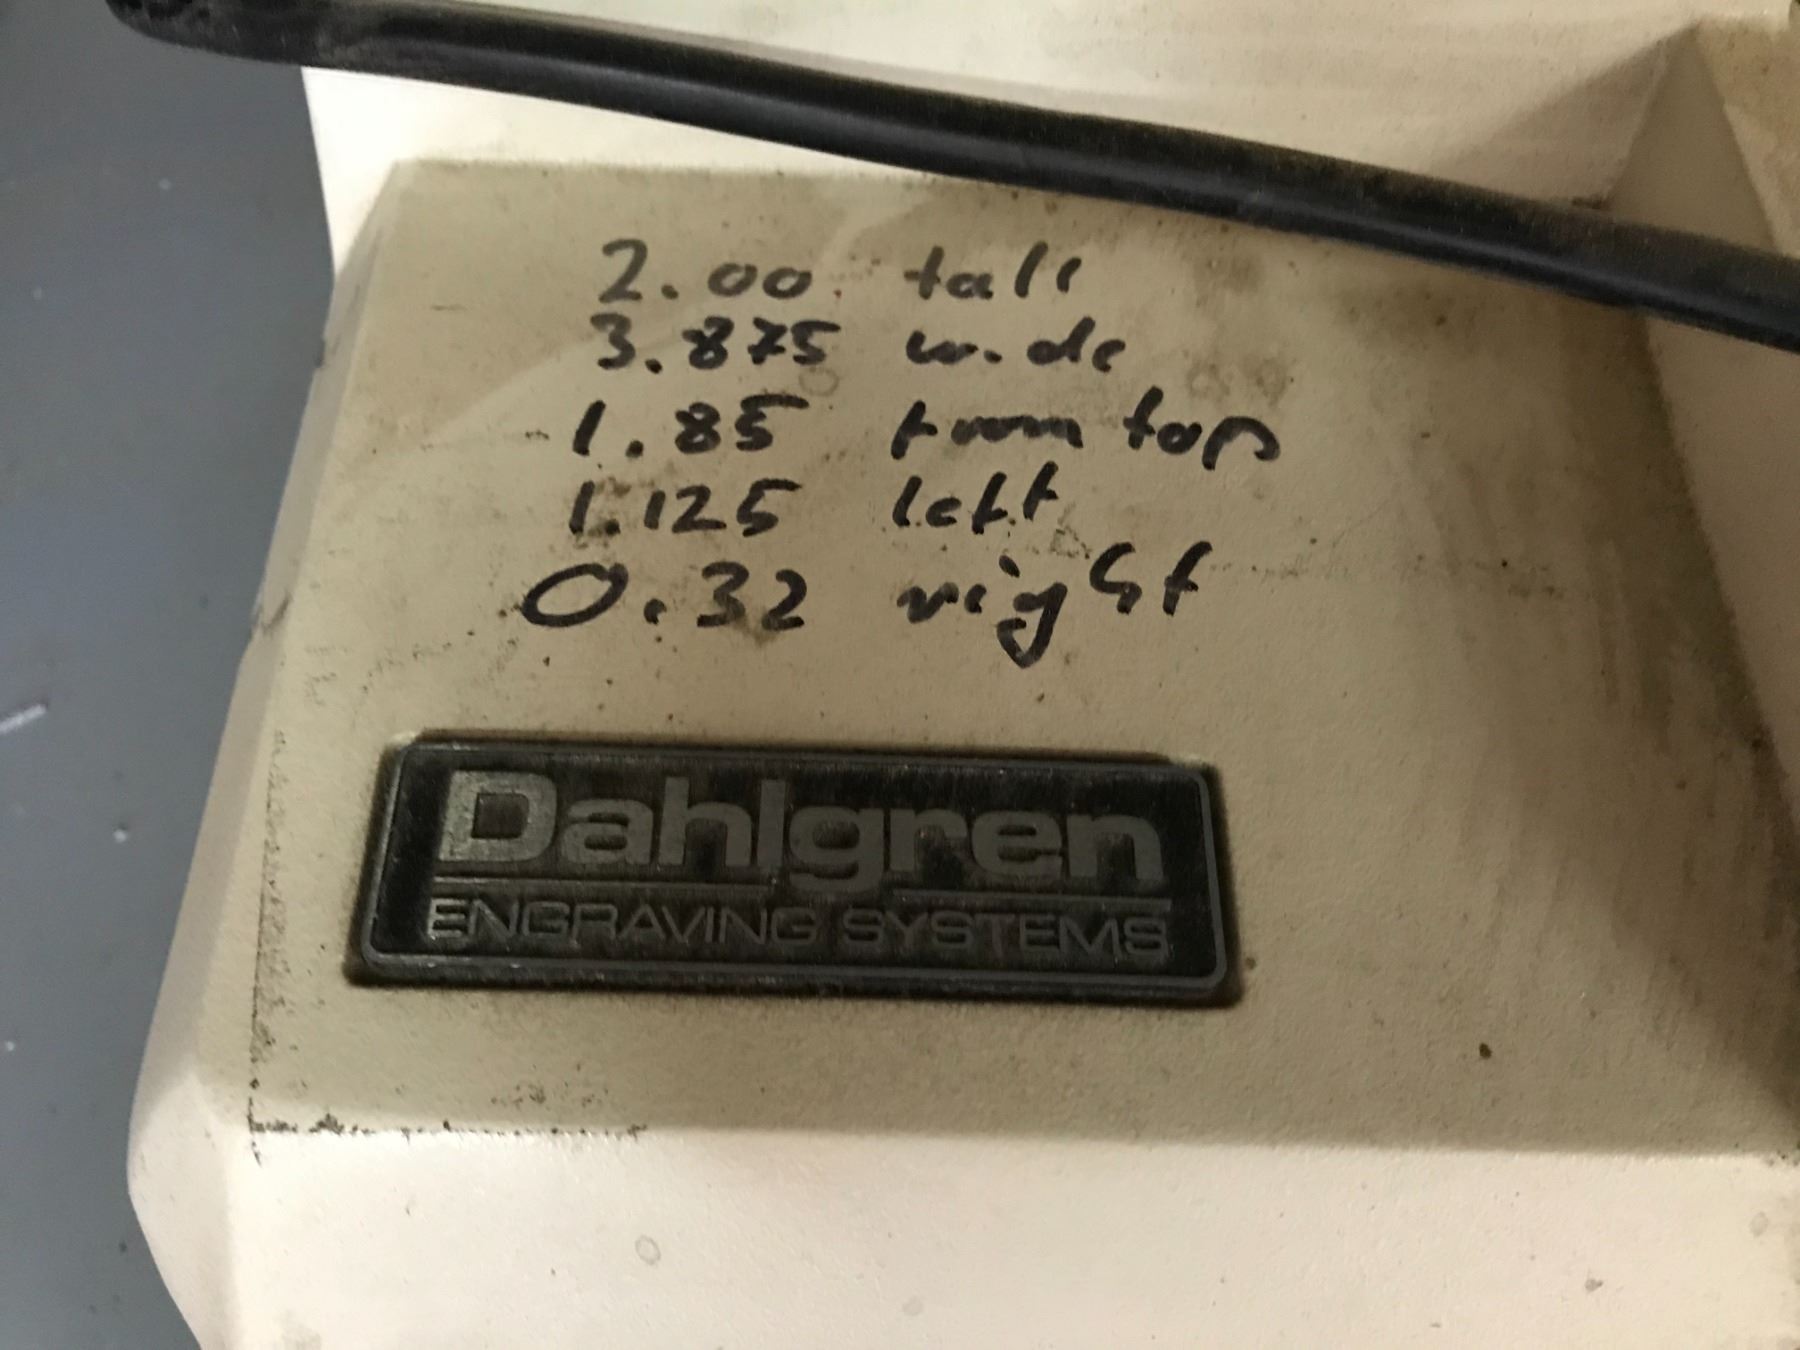 2.00 tall
3.875 wide
1.85 from top
1.125 left
0.32 right
Dahlgren
ENGRAVING SYSTEMS